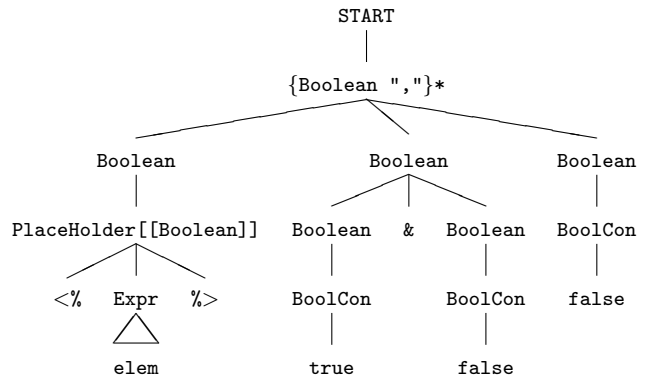 START
{Boolean ","}*
Boolean Boolean Boolean
PlaceHolder[[Boolean]] Boolean & Boolean BoolCon
<% Expr %> BoolCon BoolCon false
elem true false